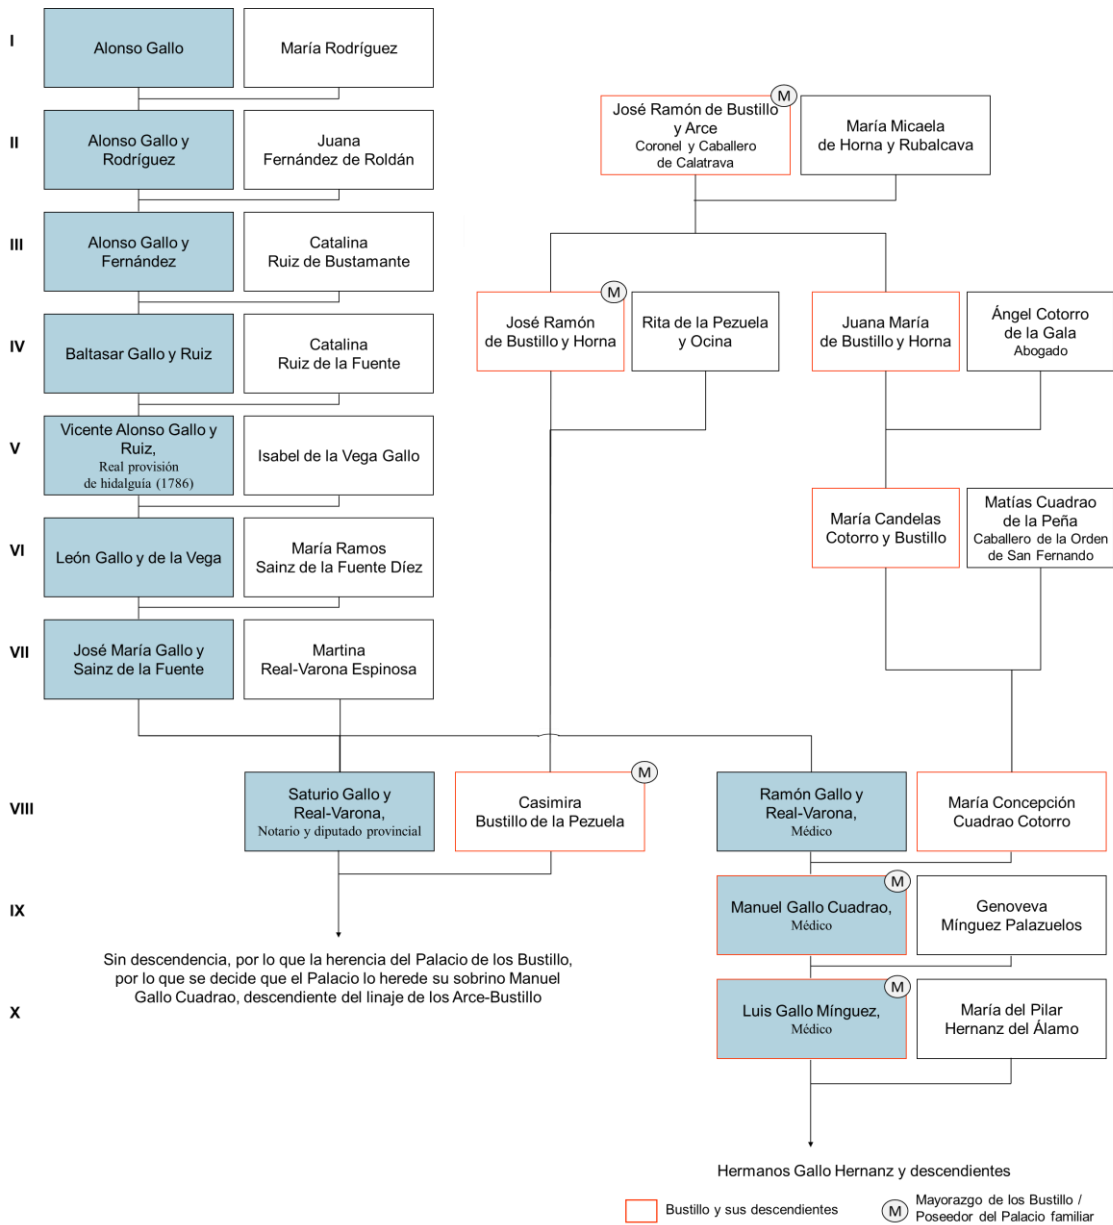 I
Alonso Gallo
María Rodríguez
II
Alonso Gallo y
Rodríguez
Juana
Fernández de Roldán
III
Alonso Gallo y
Fernández
Catalina
Ruiz de Bustamante
IV
Baltasar Gallo y Ruiz
Catalina
Ruiz de la Fuente
V
Vicente Alonso Gallo y
Ruiz,
Real provisión
de hidalguía (1786)
Isabel de la Vega Gallo
VI
León Gallo y de la Vega
María Ramos
Sainz de la Fuente Díez
VII
José María Gallo y
Sainz de la Fuente
Martina
Real-Varona Espinosa
M
José Ramón de Bustillo
y Arce
Coronel y Caballero
de Calatrava
María Micaela
de Horna y Rubalcava
M
José Ramón
de Bustillo y Horna
Rita de la Pezuela
y Ocina
Juana María
de Bustillo y Horna
Ángel Cotorro
de la Gala
Abogado
María Candelas
Cotorro y Bustillo
Matías Cuadrao
de la Peña
Caballero de la Orden
de San Fernando
VIII
Saturio Gallo y
Real-Varona,
Notario y diputado provincial
M
Casimira
Bustillo de la Pezuela
Ramón Gallo y
Real-Varona,
Médico
María Concepción
Cuadrao Cotorro
IX
M
Manuel Gallo Cuadrao,
Médico
Genoveva
Mínguez Palazuelos
Sin descendencia, por lo que la herencia del Palacio de los Bustillo,
por lo que se decide que el Palacio lo herede su sobrino Manuel
Gallo Cuadrao, descendiente del linaje de los Arce-Bustillo
X
M
Luis Gallo Mínguez,
Médico
María del Pilar
Hernanz del Álamo
Hermanos Gallo Hernanz y descendientes
Bustillo y sus descendientes
M
Mayorazgo de los Bustillo /
Poseedor del Palacio familiar